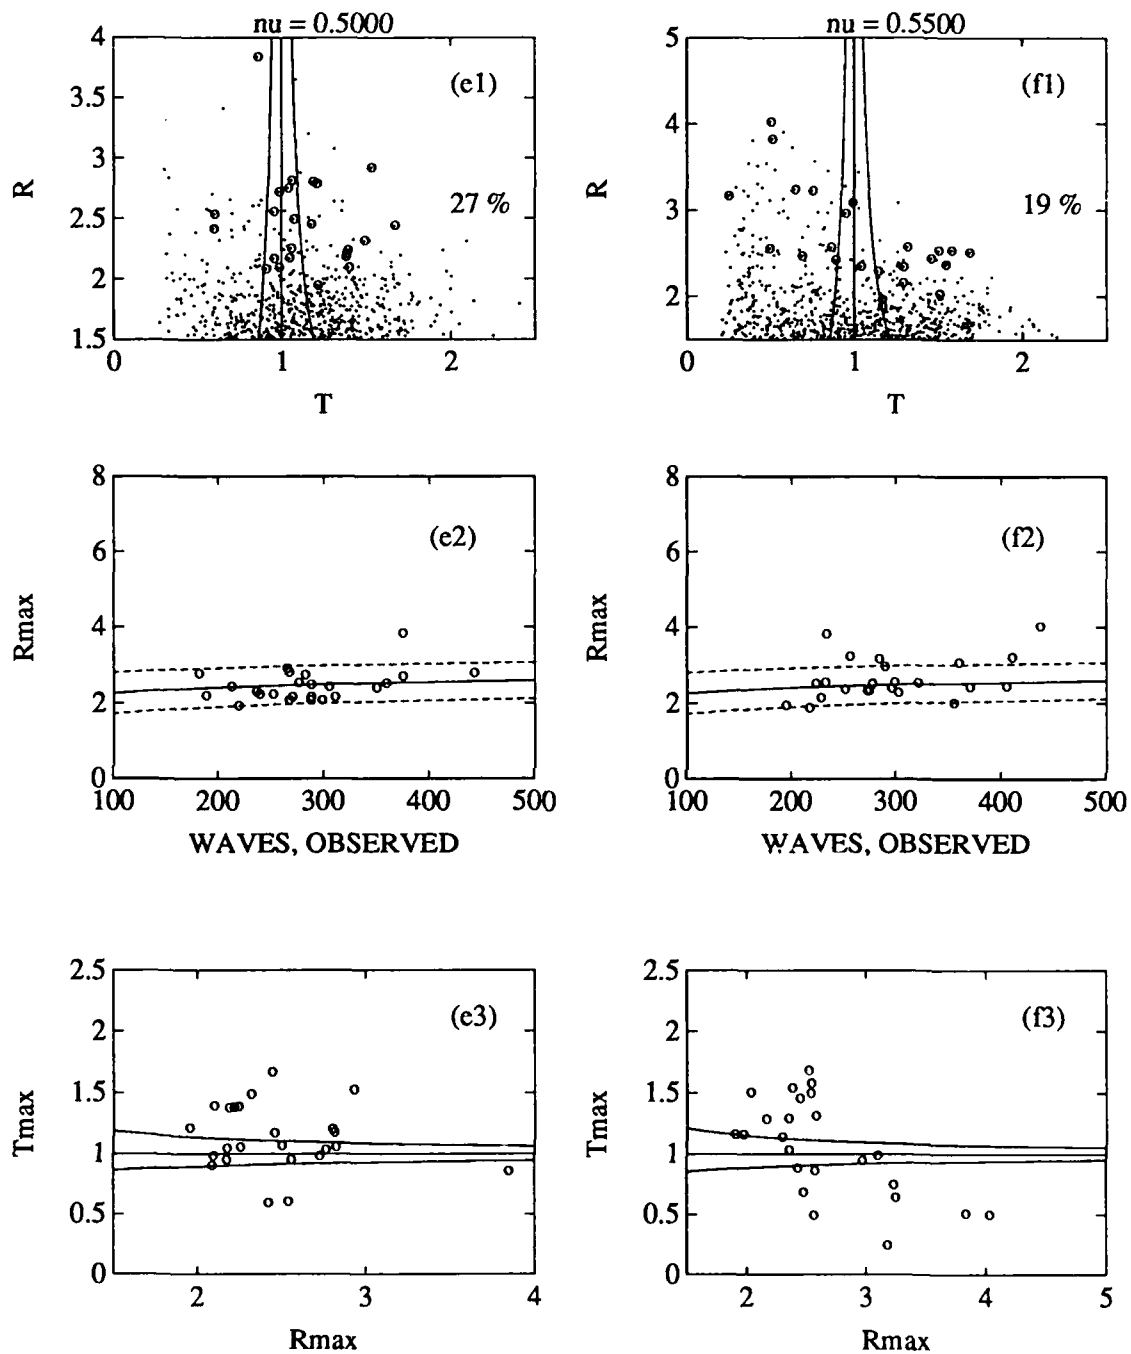 nu = 0.5000
4
3.5
3
2.5
2
1.5
R
(e1)
27 %
0 1 2
T
nu = 0.5500
5
4
3
2
R
(f1)
19 %
0 1 2
T
8
6
4
2
0
Rmax
(e2)
100 200 300 400 500
WAVES, OBSERVED
8
6
4
2
0
Rmax
(f2)
100 200 300 400 500
WAVES, OBSERVED
2.5
2
1.5
1
0.5
0
Tmax
(e3)
2 3 4
Rmax
2.5
2
1.5
1
0.5
0
Tmax
(f3)
2 3 4 5
Rmax